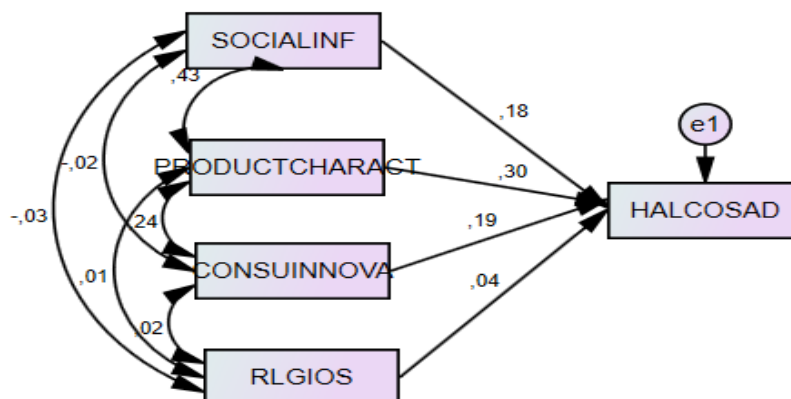 SOCIALINF
,43
,18
e1
-,02
PRODUCTCHARACT
,30
HALCOSAD
-,03
24
,19
CONSUINNOVA
,01
,04
,02
RLGIOS